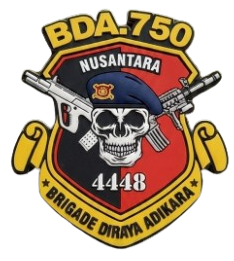 BDA.750
NUSANTARA
4448
★ BRIGADE DIRAYA ADIKARA ★